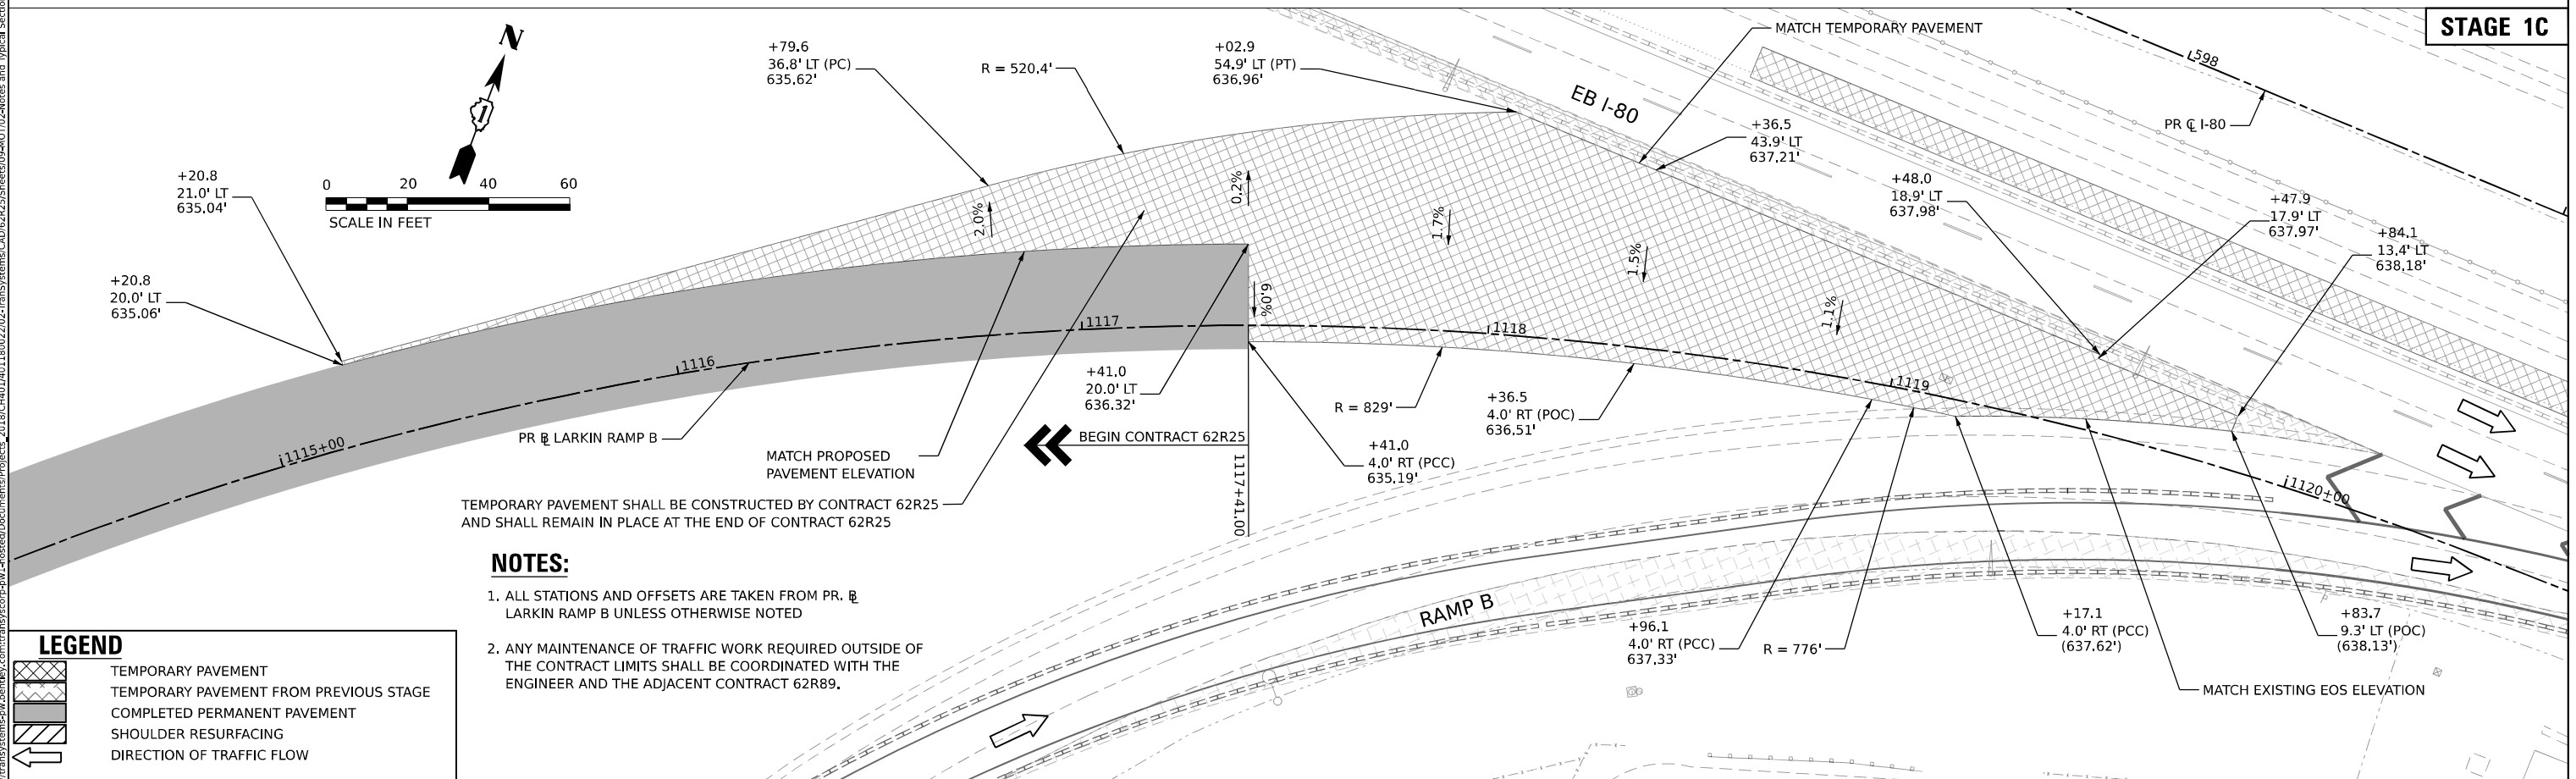 STAGE 1C
N
1
0 20 40 60
SCALE IN FEET
+20.8
21.0' LT
635.04'
+20.8
20.0' LT
635.06'
+79.6
36.8' LT (PC)
635.62'
R = 520.4'
+02.9
54.9' LT (PT)
636.96'
MATCH TEMPORARY PAVEMENT
EB I-80
+36.5
43.9' LT
637.21'
+48.0
18.9' LT
637.98'
+47.9
17.9' LT
637.97'
+84.1
13.4' LT
638.18'
598
PR ℄ I-80
2.0%
0.2%
6.0%
1.7%
1.5%
1.1%
1115+00
1116
1117
1118
1119
1120+00
PR BL LARKIN RAMP B
MATCH PROPOSED
PAVEMENT ELEVATION
+41.0
20.0' LT
636.32'
BEGIN CONTRACT 62R25
1117+41.00
TEMPORARY PAVEMENT SHALL BE CONSTRUCTED BY CONTRACT 62R25
AND SHALL REMAIN IN PLACE AT THE END OF CONTRACT 62R25
R = 829'
+41.0
4.0' RT (PCC)
635.19'
+36.5
4.0' RT (POC)
636.51'
+96.1
4.0' RT (PCC)
637.33'
R = 776'
+17.1
4.0' RT (PCC)
(637.62')
+83.7
9.3' LT (POC)
(638.13')
MATCH EXISTING EOS ELEVATION
RAMP B
NOTES:
1. ALL STATIONS AND OFFSETS ARE TAKEN FROM PR. BL
LARKIN RAMP B UNLESS OTHERWISE NOTED
2. ANY MAINTENANCE OF TRAFFIC WORK REQUIRED OUTSIDE OF
THE CONTRACT LIMITS SHALL BE COORDINATED WITH THE
ENGINEER AND THE ADJACENT CONTRACT 62R89.
LEGEND
TEMPORARY PAVEMENT
TEMPORARY PAVEMENT FROM PREVIOUS STAGE
COMPLETED PERMANENT PAVEMENT
SHOULDER RESURFACING
DIRECTION OF TRAFFIC FLOW